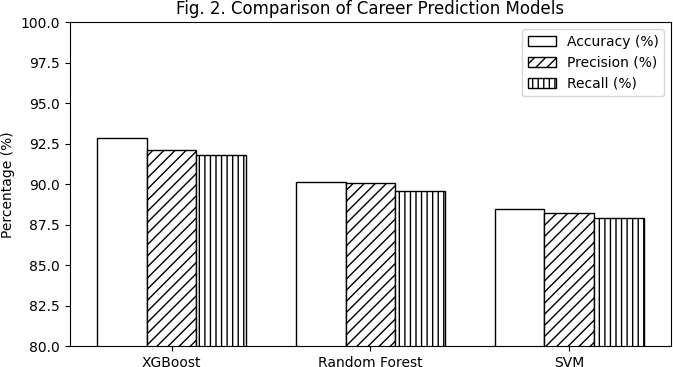 Fig. 2. Comparison of Career Prediction Models
Percentage (%)
100.0
97.5
95.0
92.5
90.0
87.5
85.0
82.5
80.0
Accuracy (%)
Precision (%)
Recall (%)
XGBoost
Random Forest
SVM